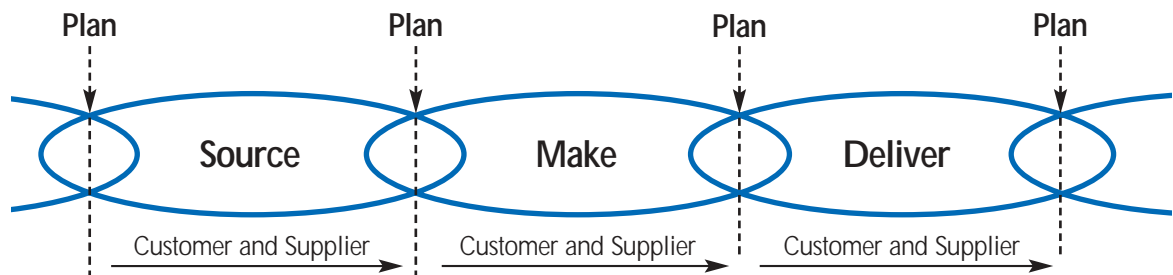 Plan Plan Plan Plan
Source Make Deliver
Customer and Supplier Customer and Supplier Customer and Supplier